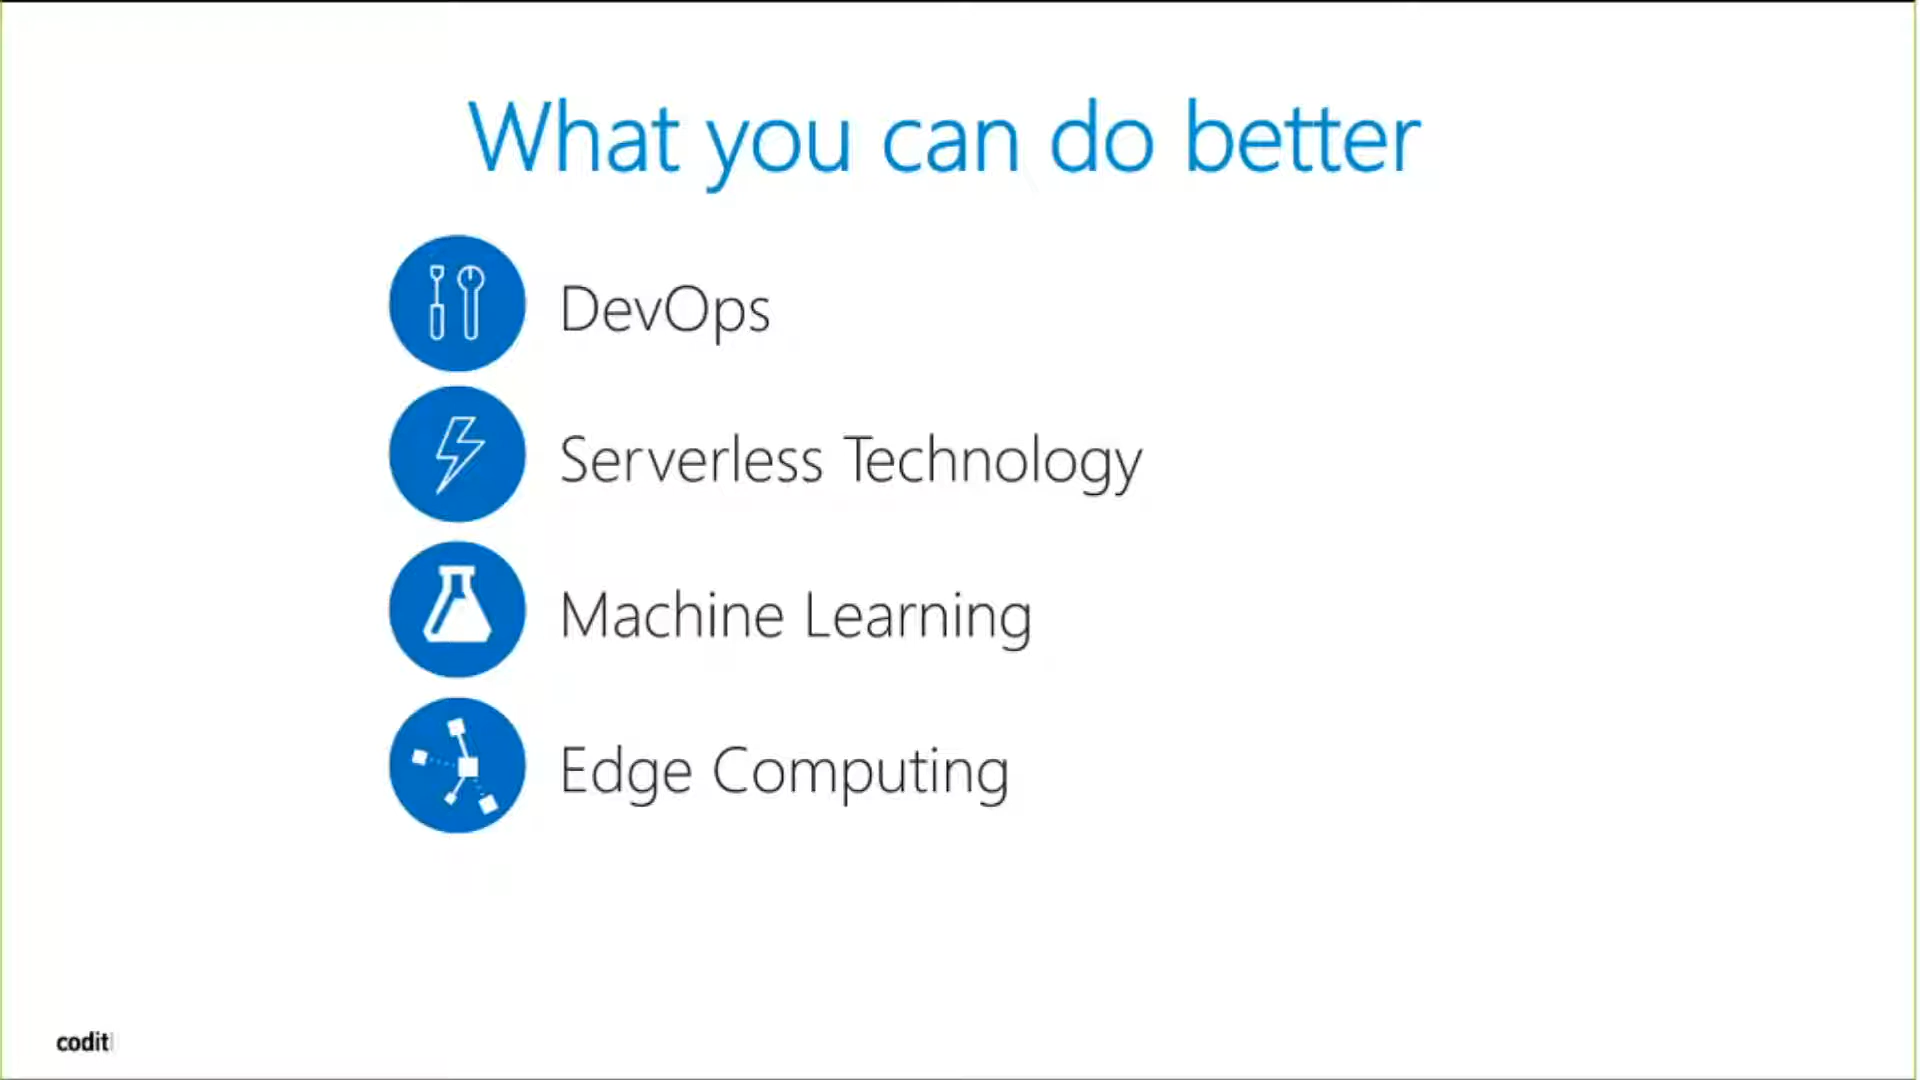 What you can do better
DevOps
Serverless Technology
Machine Learning
Edge Computing
codit